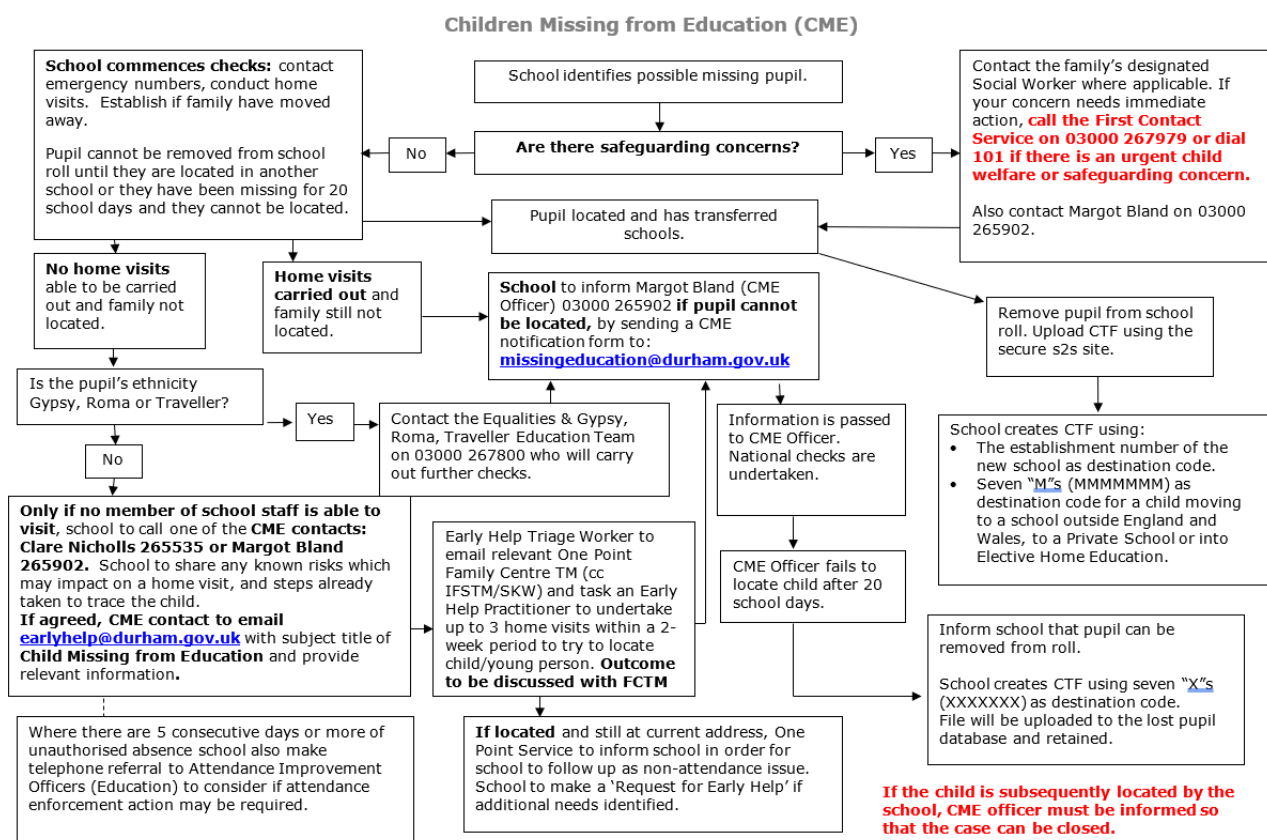 Children Missing from Education (CME)
School commences checks: contact
emergency numbers, conduct home
visits.  Establish if family have moved
away.
Pupil cannot be removed from school
roll until they are located in another
school or they have been missing for 20
school days and they cannot be located.
School identifies possible missing pupil.
Are there safeguarding concerns?
No
Yes
Contact the family's designated
Social Worker where applicable. If
your concern needs immediate
action, call the First Contact
Service on 03000 267979 or dial
101 if there is an urgent child
welfare or safeguarding concern.
Also contact Margot Bland on 03000
265902.
Pupil located and has transferred
schools.
No home visits
able to be carried
out and family not
located.
Home visits
carried out and
family still not
located.
School to inform Margot Bland (CME
Officer) 03000 265902 if pupil cannot
be located, by sending a CME
notification form to:
missingeducation@durham.gov.uk
Remove pupil from school
roll. Upload CTF using the
secure s2s site.
Is the pupil's ethnicity
Gypsy, Roma or Traveller?
Yes
No
Contact the Equalities & Gypsy,
Roma, Traveller Education Team
on 03000 267800 who will carry
out further checks.
Information is passed
to CME Officer.
National checks are
undertaken.
School creates CTF using:
• The establishment number of the
new school as destination code.
• Seven "M"s (MMMMMMM) as
destination code for a child moving
to a school outside England and
Wales, to a Private School or into
Elective Home Education.
Only if no member of school staff is able to
visit, school to call one of the CME contacts:
Clare Nicholls 265535 or Margot Bland
265902.  School to share any known risks which
may impact on a home visit, and steps already
taken to trace the child.
If agreed, CME contact to email
earlyhelp@durham.gov.uk with subject title of
Child Missing from Education and provide
relevant information.
Early Help Triage Worker to
email relevant One Point
Family Centre TM (cc
IFSTM/SKW) and task an Early
Help Practitioner to undertake
up to 3 home visits within a 2-
week period to try to locate
child/young person. Outcome
to be discussed with FCTM
CME Officer fails to
locate child after 20
school days.
Inform school that pupil can be
removed from roll.
School creates CTF using seven "X"s
(XXXXXXX) as destination code.
File will be uploaded to the lost pupil
database and retained.
Where there are 5 consecutive days or more of
unauthorised absence school also make
telephone referral to Attendance Improvement
Officers (Education) to consider if attendance
enforcement action may be required.
If located and still at current address, One
Point Service to inform school in order for
school to follow up as non-attendance issue.
School to make a 'Request for Early Help' if
additional needs identified.
If the child is subsequently located by the
school, CME officer must be informed so
that the case can be closed.